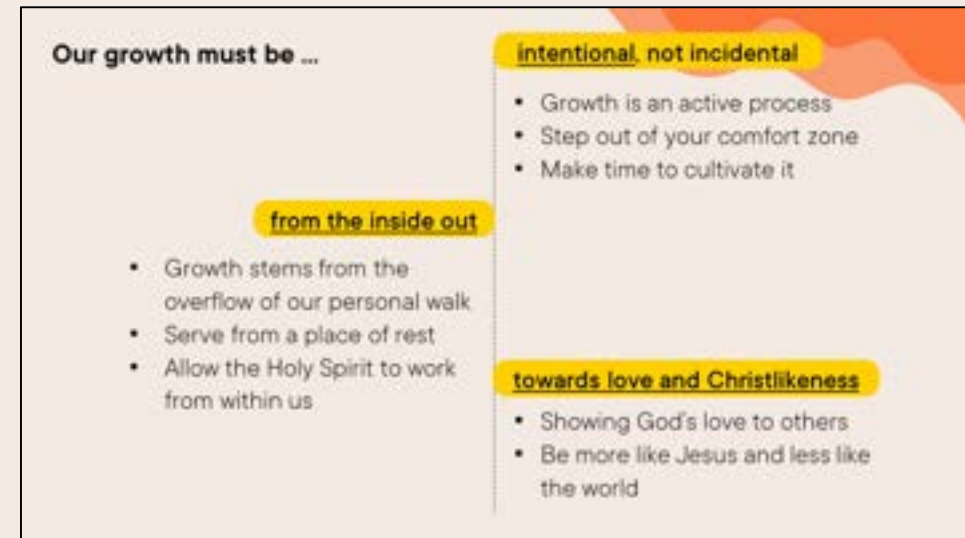 Our growth must be ...
intentional, not incidental
• Growth is an active process
• Step out of your comfort zone
• Make time to cultivate it
from the inside out
• Growth stems from the
overflow of our personal walk
• Serve from a place of rest
• Allow the Holy Spirit to work
from within us
towards love and Christlikeness
• Showing God's love to others
• Be more like Jesus and less like
the world